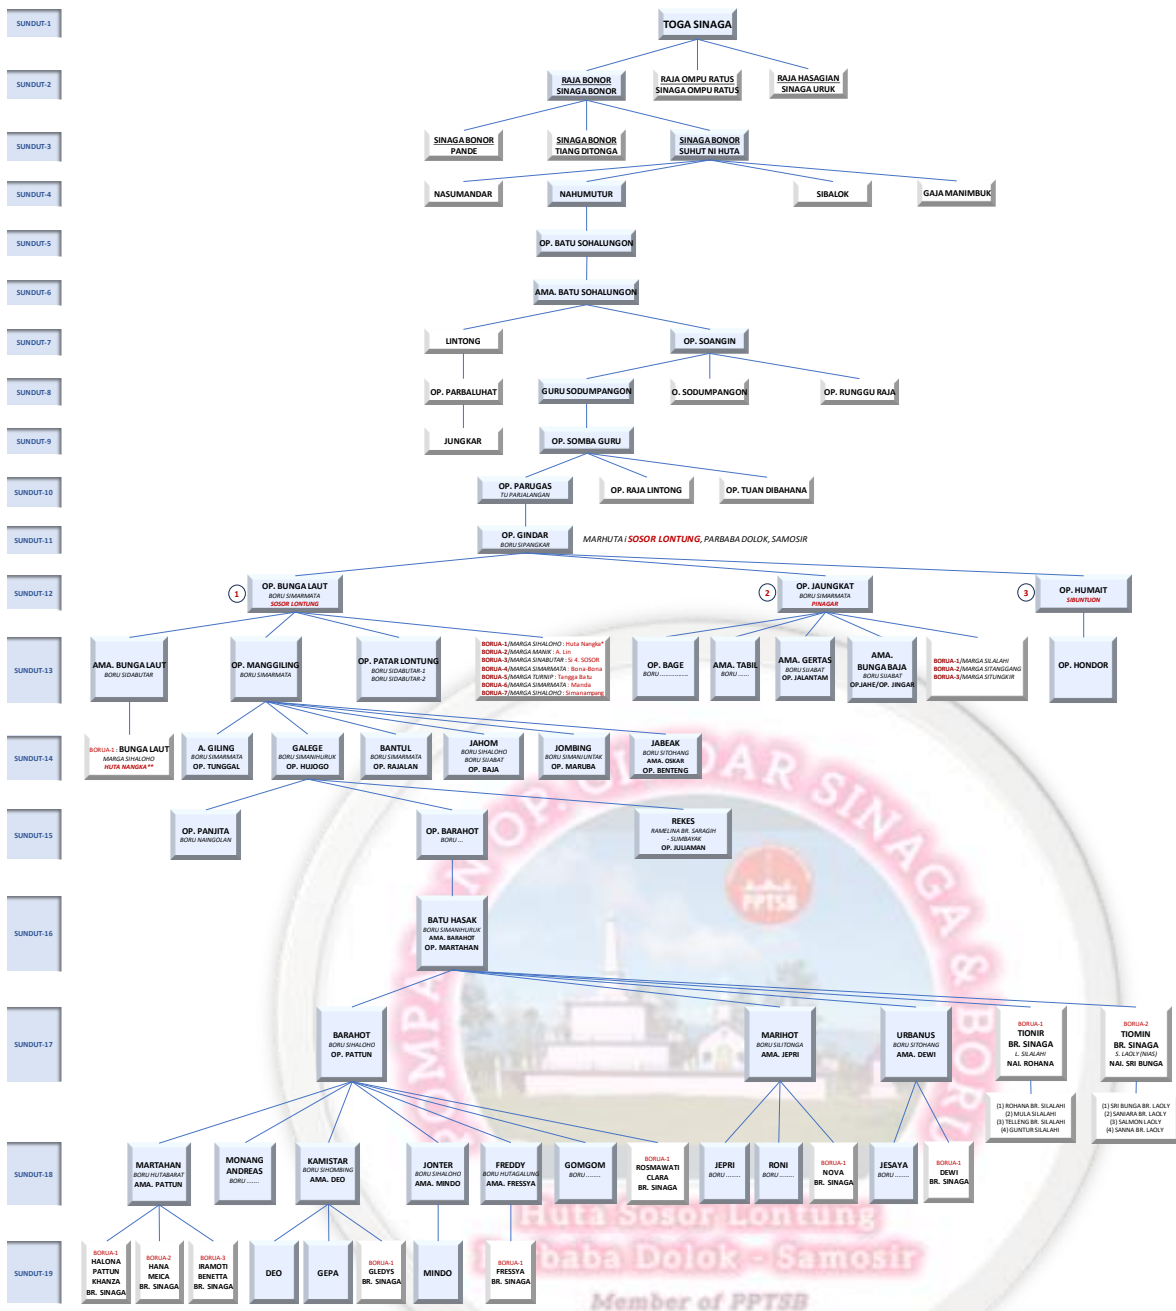 SUNDUT-1
TOGA SINAGA
SUNDUT-2
RAJA BONOR
SINAGA BONOR
RAJA OMPU RATUS
SINAGA OMPU RATUS
RAJA HASAGIAN
SINAGA URUK
SUNDUT-3
SINAGA BONOR
PANDE
SINAGA BONOR
TIANG DITONGA
SINAGA BONOR
SUHUT NI HUTA
SUNDUT-4
NASUMANDAR
NAHUMUTUR
SIBALOK
GAJA MANIMBUK
SUNDUT-5
OP. BATU SOHALUNGON
SUNDUT-6
AMA. BATU SOHALUNGON
SUNDUT-7
LINTONG
OP. SOANGIN
SUNDUT-8
OP. PARBALUHAT
GURU SODUMPANGON
O. SODUMPANGON
OP. RUNGGU RAJA
SUNDUT-9
JUNGKAR
OP. SOMBA GURU
SUNDUT-10
OP. PARUGAS
TU PARJALANGAN
OP. RAJA LINTONG
OP. TUAN DIBAHANA
SUNDUT-11
OP. GINDAR
BORU SIPANGKAR
MARHUTA i SOSOR LONTUNG, PARBABA DOLOK, SAMOSIR
SUNDUT-12
1
OP. BUNGA LAUT
BORU SIMARMATA
SOSOR LONTUNG
2
OP. JAUNGKAT
BORU SIMARMATA
PINAGAR
3
OP. HUMAIT
SIBUNTUON
SUNDUT-13
AMA. BUNGA LAUT
BORU SIDABUTAR
OP. MANGGILING
BORU SIMARMATA
OP. PATAR LONTUNG
BORU SIDABUTAR-1
BORU SIDABUTAR-2
BORUA-1/MARGA SIHALOHO : Huta Nangka*
BORUA-2/MARGA MANIK : A. Lin
BORUA-3/MARGA SINABUTAR : Si 4. SOSOR
BORUA-4/MARGA SIMARMATA : Bona-Bona
BORUA-5/MARGA TURNIP : Tangga Batu
BORUA-6/MARGA SIMARMATA : Manda
BORUA-7/MARGA SIHALOHO : Simanampang
OP. BAGE
BORU ................
AMA. TABIL
BORU ......
AMA. GERTAS
BORU SIJABAT
OP. JALANTAM
AMA.
BUNGA BAJA
BORU SIJABAT
OP.JAHE/OP. JINGAR
BORUA-1/MARGA SILALAHI
BORUA-2/MARGA SITANGGANG
BORUA-3/MARGA SITUNGKIR
OP. HONDOR
SUNDUT-14
BORUA-1 : BUNGA LAUT
MARGA SIHALOHO
HUTA NANGKA**
A. GILING
BORU SIMARMATA
OP. TUNGGAL
GALEGE
BORU SIMANIHURUK
OP. HUJOGO
BANTUL
BORU SIMARMATA
OP. RAJALAN
JAHOM
BORU SIHALOHO
BORU SIJABAT
OP. BAJA
JOMBING
BORU SIMANJUNTAK
OP. MARUBA
JABEAK
BORU SITOHANG
AMA. OSKAR
OP. BENTENG
SUNDUT-15
OP. PANJITA
BORU NAINGOLAN
OP. BARAHOT
BORU ...
REKES
RAMELINA BR. SARAGIH
- SUMBAYAK
OP. JULIAMAN
SUNDUT-16
BATU HASAK
BORU SIMANIHURUK
AMA. BARAHOT
OP. MARTAHAN
SUNDUT-17
BARAHOT
BORU SIHALOHO
OP. PATTUN
MARIHOT
BORU SILITONGA
AMA. JEPRI
URBANUS
BORU SITOHANG
AMA. DEWI
BORUA-1
TIONIR
BR. SINAGA
L. SILALAHI
NAI. ROHANA
BORUA-2
TIOMIN
BR. SINAGA
S. LAOLY (NIAS)
NAI. SRI BUNGA
(1) ROHANA BR. SILALAHI
(2) MULA SILALAHI
(3) TELLENG BR. SILALAHI
(4) GUNTUR SILALAHI
(1) SRI BUNGA BR. LAOLY
(2) SANIARA BR. LAOLY
(3) SALMON LAOLY
(4) SANNA BR. LAOLY
SUNDUT-18
MARTAHAN
BORU HUTABARAT
AMA. PATTUN
MONANG
ANDREAS
BORU .......
KAMISTAR
BORU SIHOMBING
AMA. DEO
JONTER
BORU SIHALOHO
AMA. MINDO
FREDDY
BORU HUTAGALUNG
AMA. FRESSYA
GOMGOM
BORU ........
BORUA-1
ROSMAWATI
CLARA
BR. SINAGA
JEPRI
BORU ........
RONI
BORU ........
BORUA-1
NOVA
BR. SINAGA
JESAYA
BORU ........
BORUA-1
DEWI
BR. SINAGA
SUNDUT-19
BORUA-1
HALONA
PATTUN
KHANZA
BR. SINAGA
BORUA-2
HANA
MEICA
BR. SINAGA
BORUA-3
IRAMOTI
BENETTA
BR. SINAGA
DEO
GEPA
BORUA-1
GLEDYS
BR. SINAGA
MINDO
BORUA-1
FRESSYA
BR. SINAGA
PPTSB
SINAGA & BORU
Huta Sosor Lontung
Dolok - Samosir
Member of PPTSB